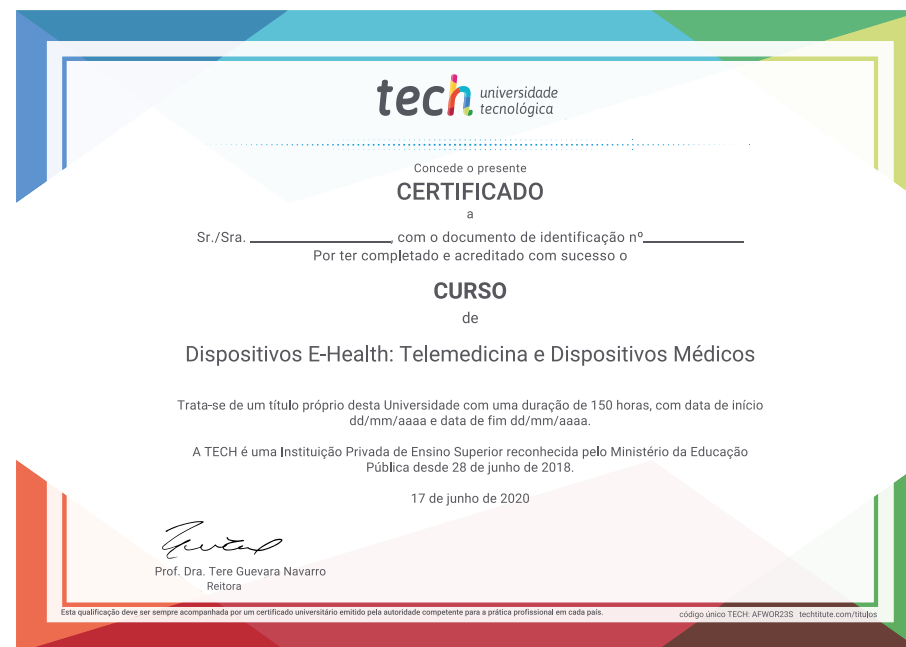 tech universidade
tecnológica
Concede o presente
CERTIFICADO
a
Sr./Sra. , com o documento de identificação nº
Por ter completado e acreditado com sucesso o
CURSO
de
Dispositivos E-Health: Telemedicina e Dispositivos Médicos
Trata-se de um título próprio desta Universidade com uma duração de 150 horas, com data de início
dd/mm/aaaa e data de fim dd/mm/aaaa.
A TECH é uma Instituição Privada de Ensino Superior reconhecida pelo Ministério da Educação
Pública desde 28 de junho de 2018.
17 de junho de 2020
Prof. Dra. Tere Guevara Navarro
Reitora
Esta qualificação deve ser sempre acompanhada por um certificado universitário emitido pela autoridade competente para a prática profissional em cada país.
código único TECH: AFWOR23S techtitute.com/titulos